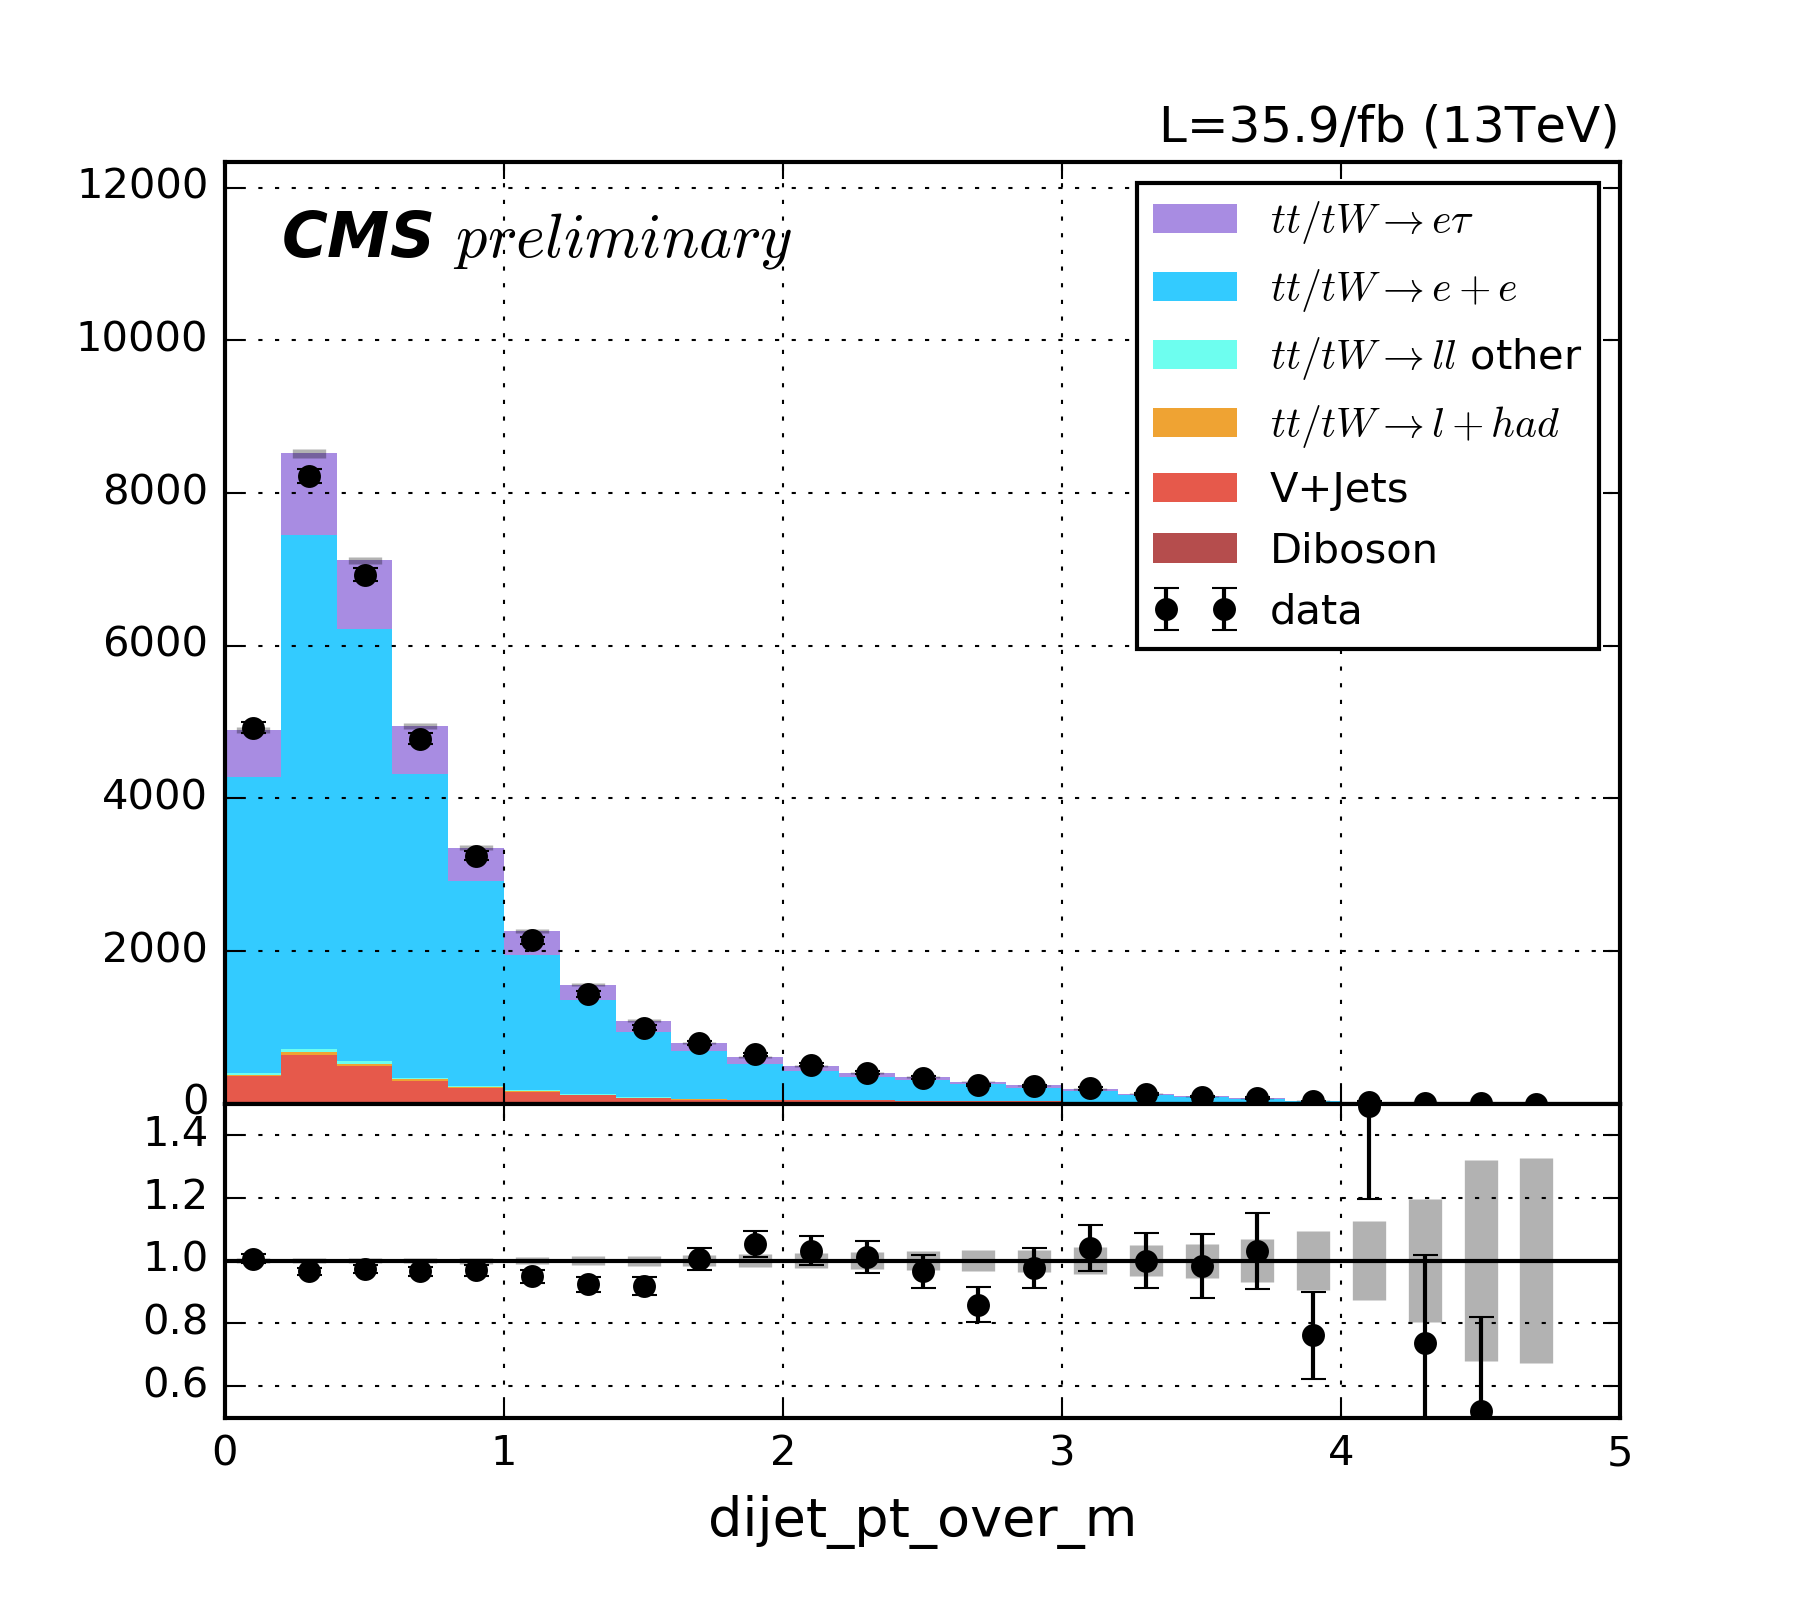 L=35.9/fb (13TeV)
CMS preliminary
12000
10000
8000
6000
4000
2000
0
tt/tW→eτ
tt/tW→e+e
tt/tW→ll other
tt/tW→l+had
V+Jets
Diboson
data
1.4
1.2
1.0
0.8
0.6
0 1 2 3 4 5
dijet_pt_over_m